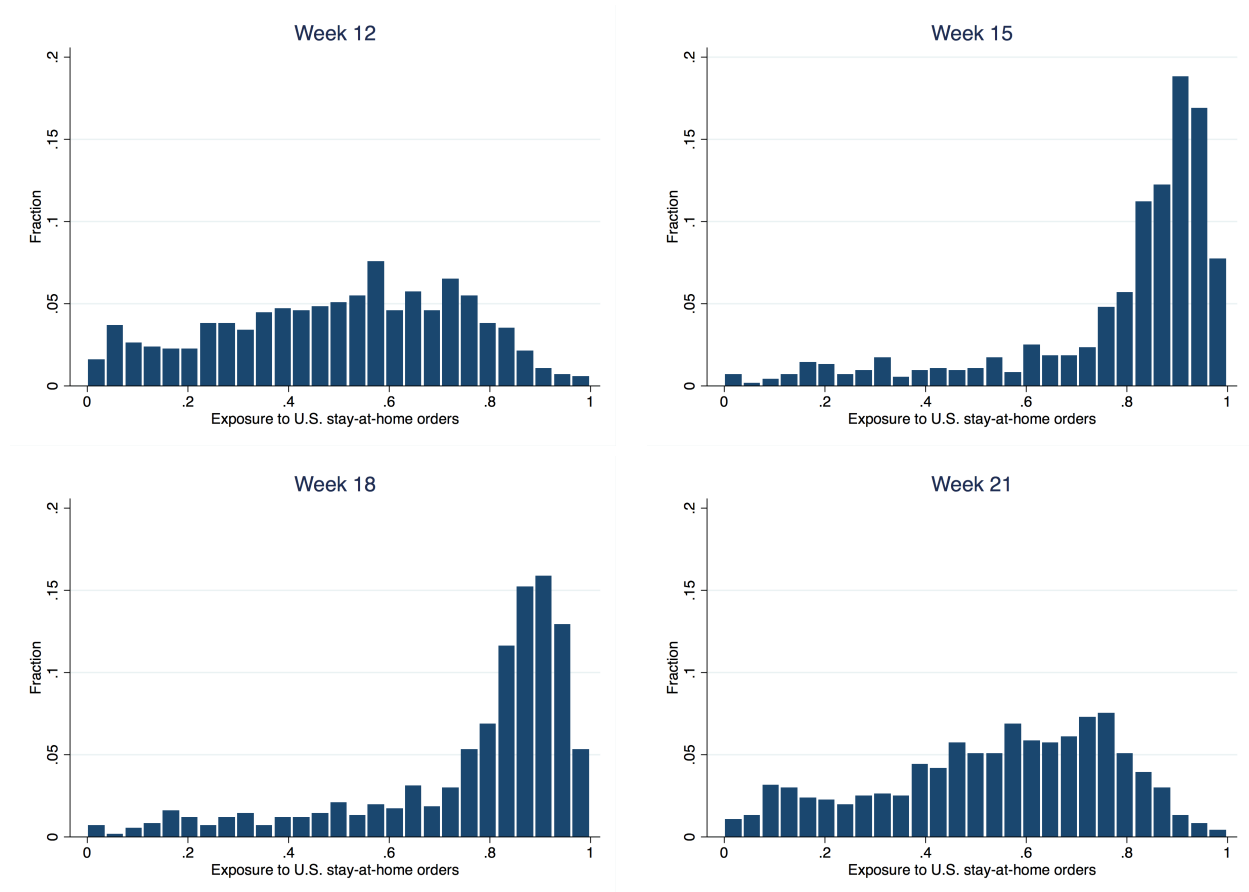 Week 12
.2
.15
.1
.05
0
Fraction
0 .2 .4 .6 .8 1
Exposure to U.S. stay-at-home orders
Week 15
.2
.15
.1
.05
0
Fraction
0 .2 .4 .6 .8 1
Exposure to U.S. stay-at-home orders
Week 18
.2
.15
.1
.05
0
Fraction
0 .2 .4 .6 .8 1
Exposure to U.S. stay-at-home orders
Week 21
.2
.15
.1
.05
0
Fraction
0 .2 .4 .6 .8 1
Exposure to U.S. stay-at-home orders